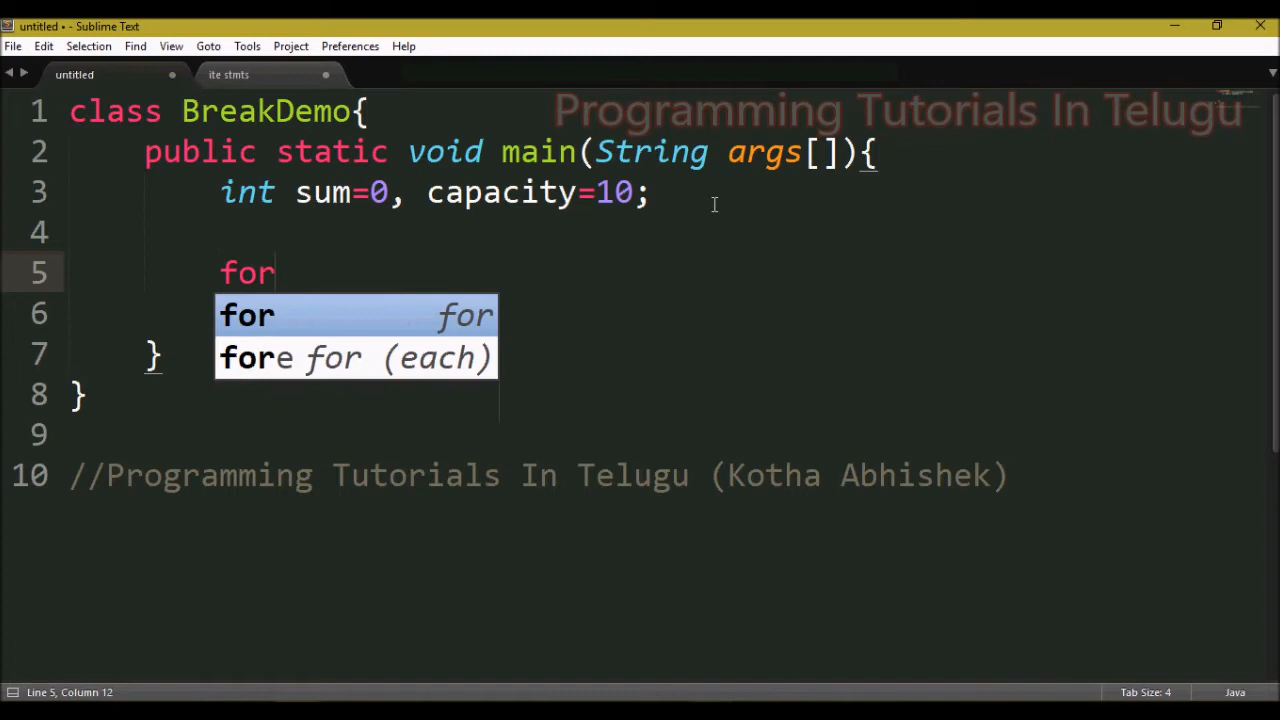 untitled • - Sublime Text
File Edit Selection Find View Goto Tools Project Preferences Help
untitled ite stmts
Programming Tutorials In Telugu
1 class BreakDemo{
2 public static void main(String args[]){
3 int sum=0, capacity=10;
4
5 for
for for
fore for (each)
6
7 }
8 }
9
10 //Programming Tutorials In Telugu (Kotha Abhishek)
Line 5, Column 12 Tab Size: 4 Java